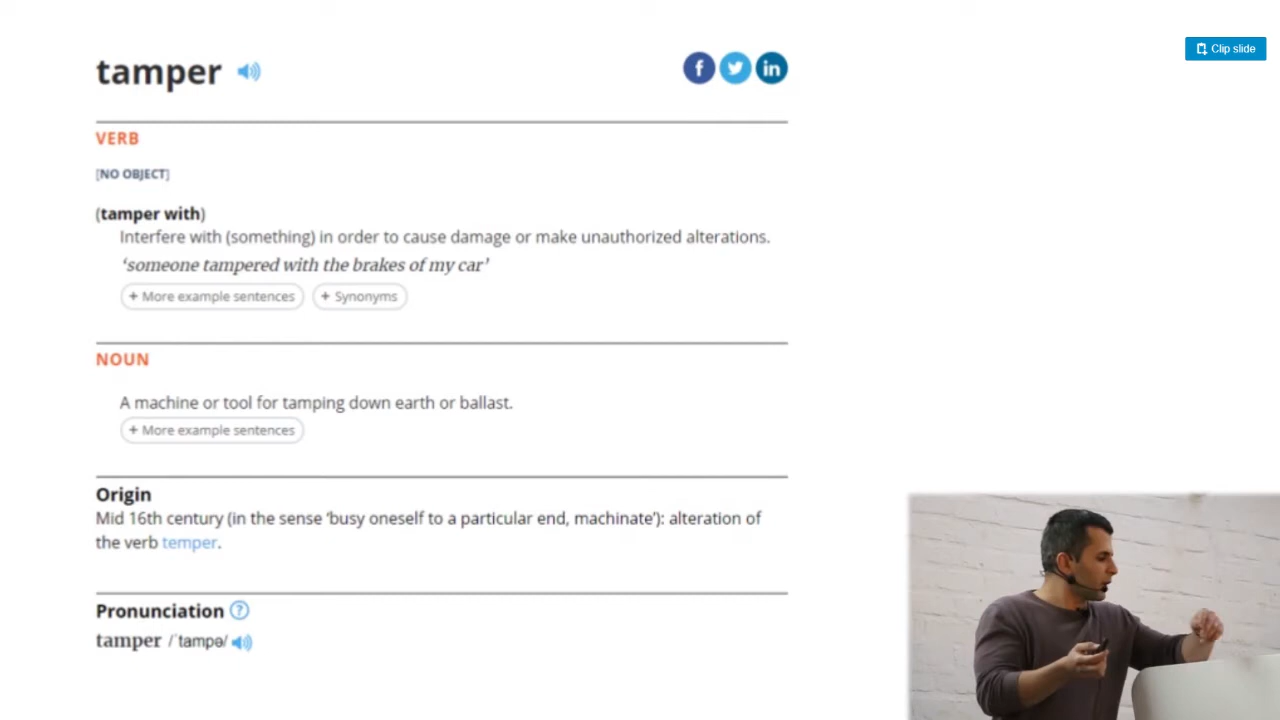 Clip slide
tamper
f in
VERB
[NO OBJECT]
(tamper with)
Interfere with (something) in order to cause damage or make unauthorized alterations.
‘someone tampered with the brakes of my car’
+ More example sentences + Synonyms
NOUN
A machine or tool for tamping down earth or ballast.
+ More example sentences
Origin
Mid 16th century (in the sense ‘busy oneself to a particular end, machinate’): alteration of
the verb temper.
Pronunciation ?
tamper /ˈtampə/